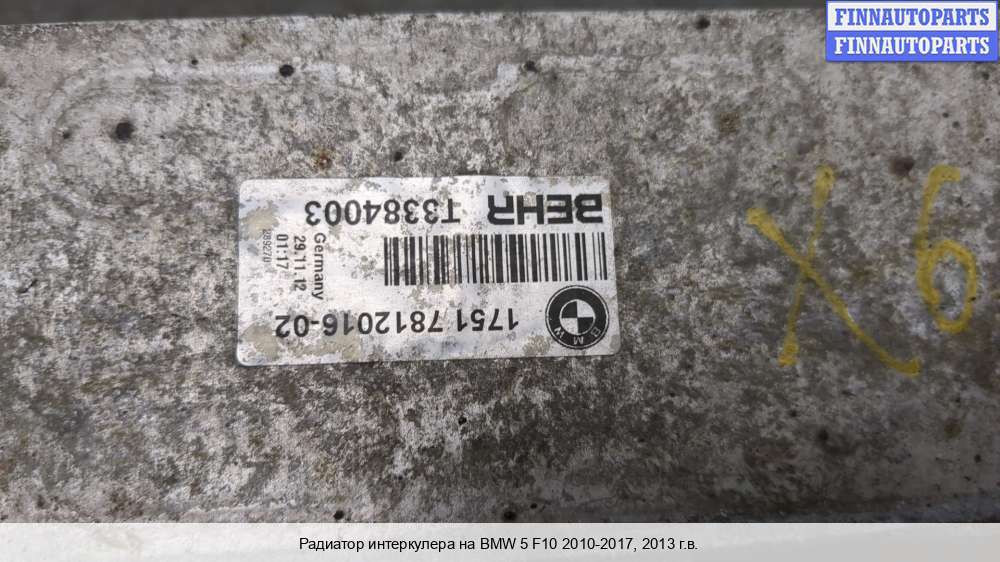 FINNAUTOPARTS
FINNAUTOPARTS
BMW
1751 7812016-02
Germany
29.11.12
01:17
BEHR T3384003
X6
Радиатор интеркулера на BMW 5 F10 2010-2017, 2013 г.в.